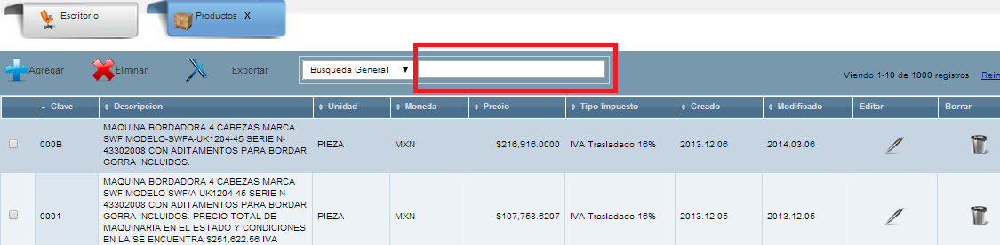 Escritorio
Productos X
Agregar
Eliminar
Exportar
Busqueda General
Viendo 1-10 de 1000 registros
Rein
Clave Descripcion Unidad Moneda Precio Tipo Impuesto Creado Modificado Editar Borrar
000B
MAQUINA BORDADORA 4 CABEZAS MARCA
SWF MODELO-SWFA-UK1204-45 SERIE N-
43302008 CON ADITAMENTOS PARA BORDAR
GORRA INCLUIDOS.
PIEZA MXN $216,916.0000 IVA Trasladado 16% 2013.12.06 2014.03.06
0001
MAQUINA BORDADORA 4 CABEZAS MARCA
SWF MODELO-SWF/A-UK1204-45 SERIE N-
43302008 CON ADITAMENTOS PARA BORDAR
GORRA INCLUIDOS. PRECIO TOTAL DE
MAQUINARIA EN EL ESTADO Y CONDICIONES
EN LA SE ENCUENTRA $251,622.56 IVA
PIEZA MXN $107,758.6207 IVA Trasladado 16% 2013.12.05 2013.12.05